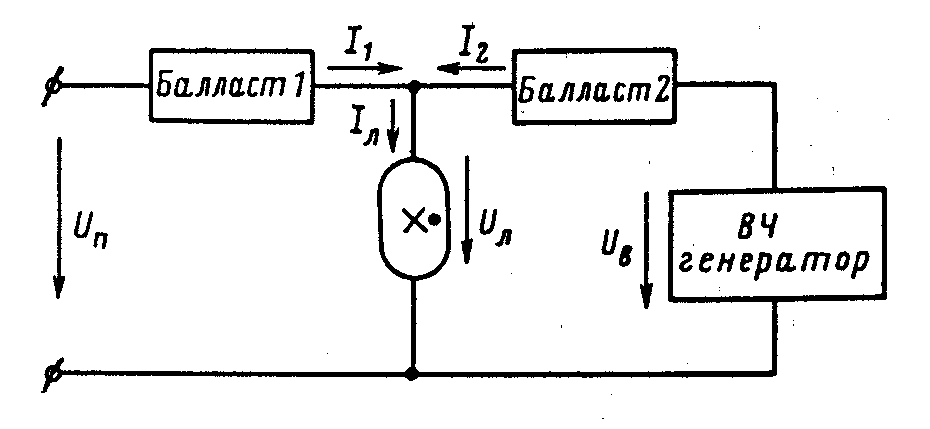 I₁
I₂
Балласт 1
Балласт 2
Iл
Uп
Uл
Uв
ВЧ
генератор